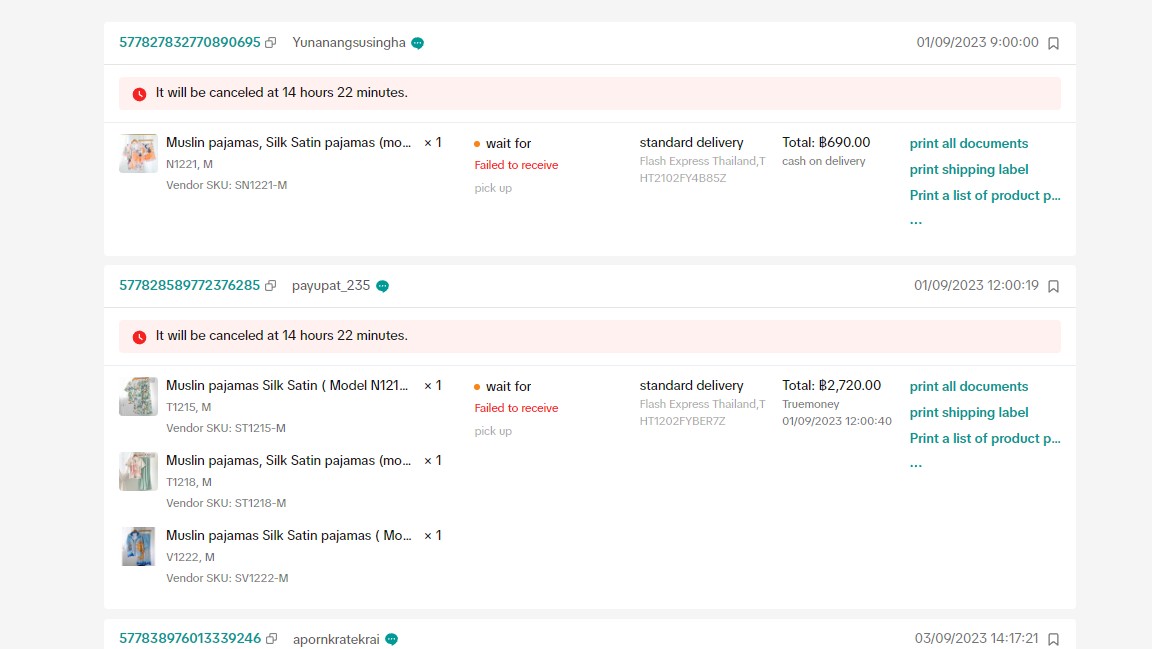 577827832770890695 Yunanangsusingha 01/09/2023 9:00:00
It will be canceled at 14 hours 22 minutes.
Muslin pajamas, Silk Satin pajamas (mo... × 1
N1221, M
Vendor SKU: SN1221-M
wait for
Failed to receive
pick up
standard delivery
Flash Express Thailand,T
HT2102FY4B85Z
Total: ฿690.00
cash on delivery
print all documents
print shipping label
Print a list of product p...
...
577828589772376285 payupat_235 01/09/2023 12:00:19
It will be canceled at 14 hours 22 minutes.
Muslin pajamas Silk Satin ( Model N121... × 1
T1215, M
Vendor SKU: ST1215-M
Muslin pajamas, Silk Satin pajamas (mo... × 1
T1218, M
Vendor SKU: ST1218-M
Muslin pajamas Silk Satin pajamas ( Mo... × 1
V1222, M
Vendor SKU: SV1222-M
wait for
Failed to receive
pick up
standard delivery
Flash Express Thailand,T
HT1202FYBER7Z
Total: ฿2,720.00
Truemoney
01/09/2023 12:00:40
print all documents
print shipping label
Print a list of product p...
...
577838976013339246 apornkratekrai 03/09/2023 14:17:21